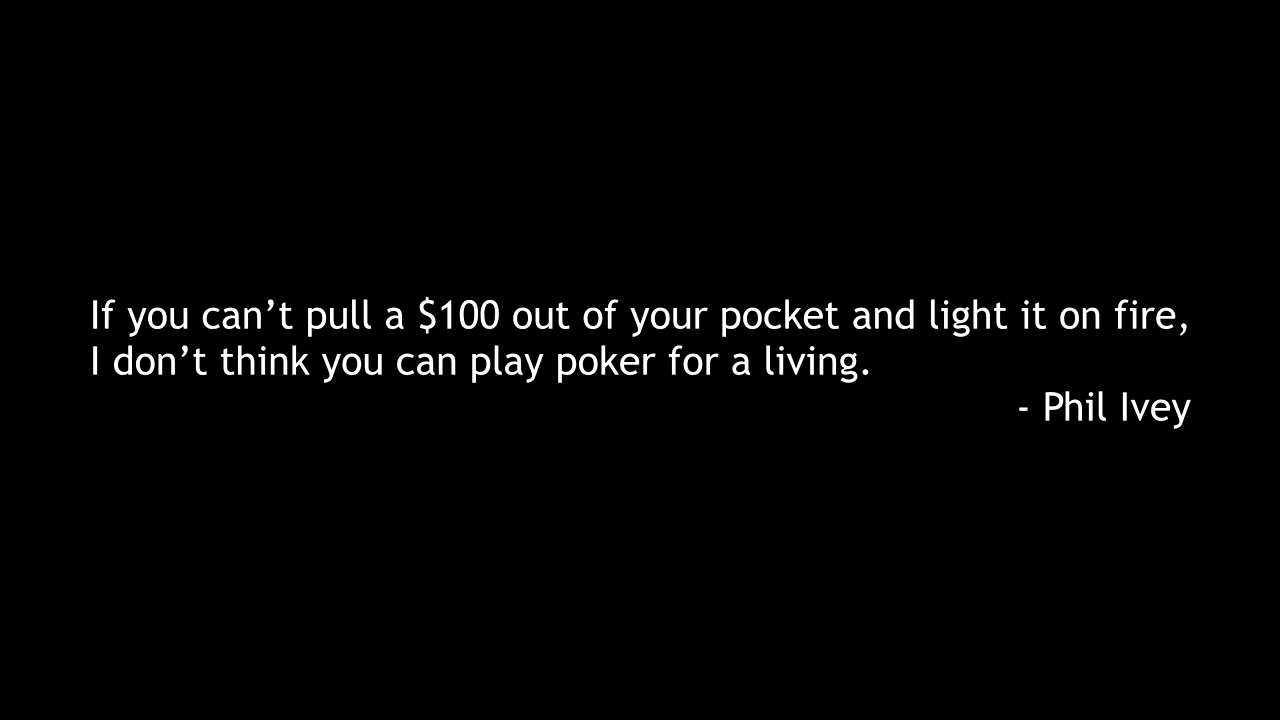 If you can’t pull a $100 out of your pocket and light it on fire,
I don’t think you can play poker for a living.
- Phil Ivey